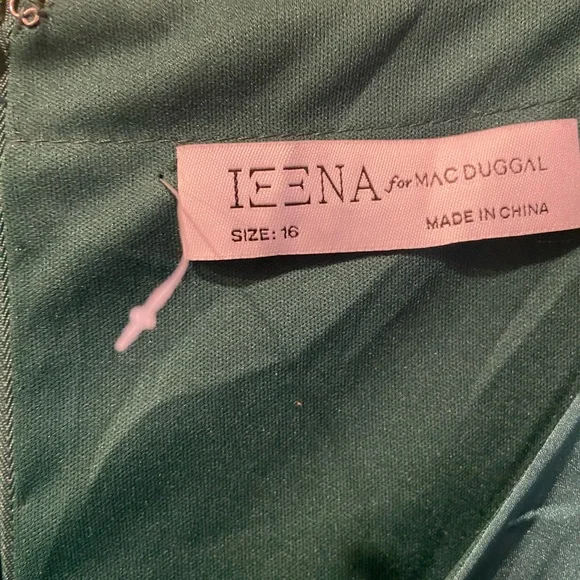 IEENA for MAC DUGGAL
SIZE: 16
MADE IN CHINA